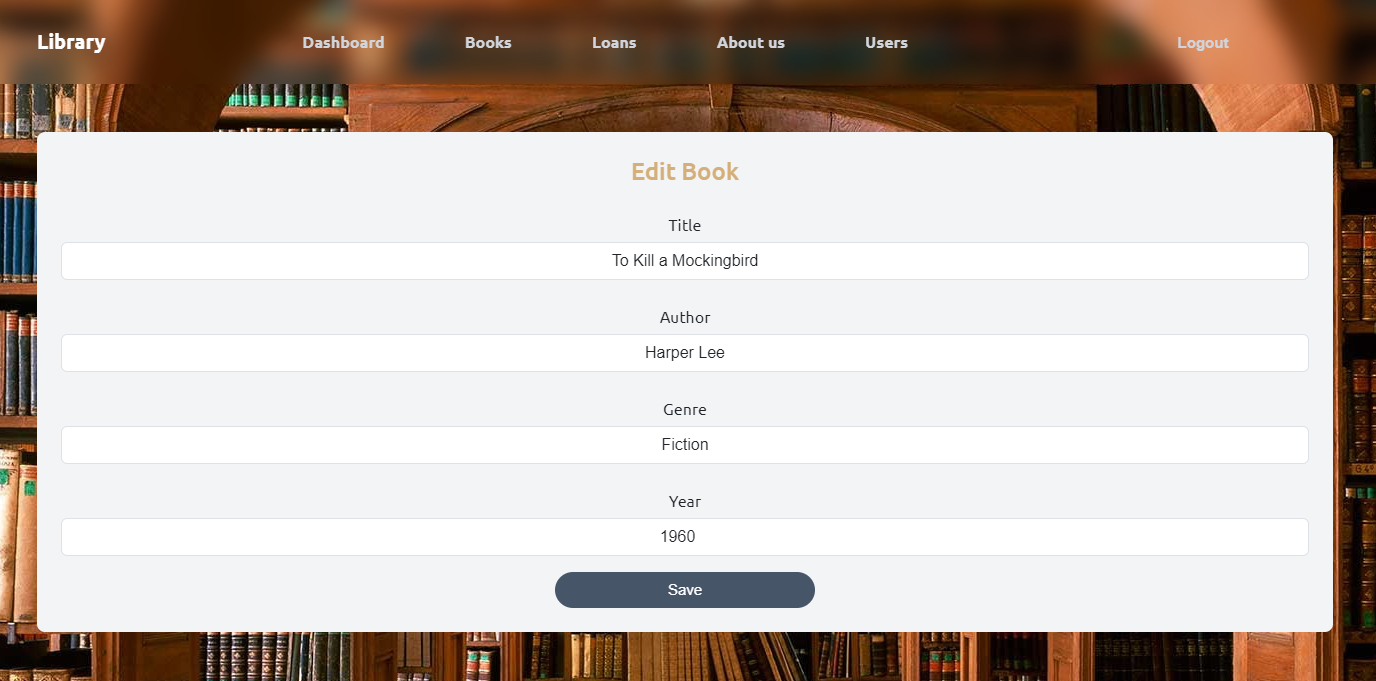 Library Dashboard Books Loans About us Users Logout
Edit Book
Title
To Kill a Mockingbird
Author
Harper Lee
Genre
Fiction
Year
1960
Save